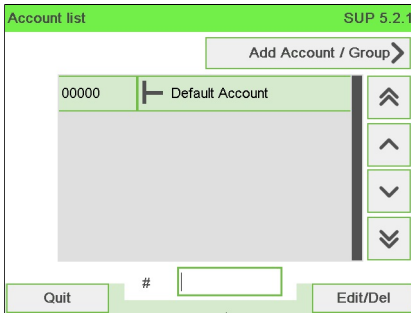 Account list SUP 5.2.1
Add Account / Group
00000 Default Account
#
Quit Edit/Del